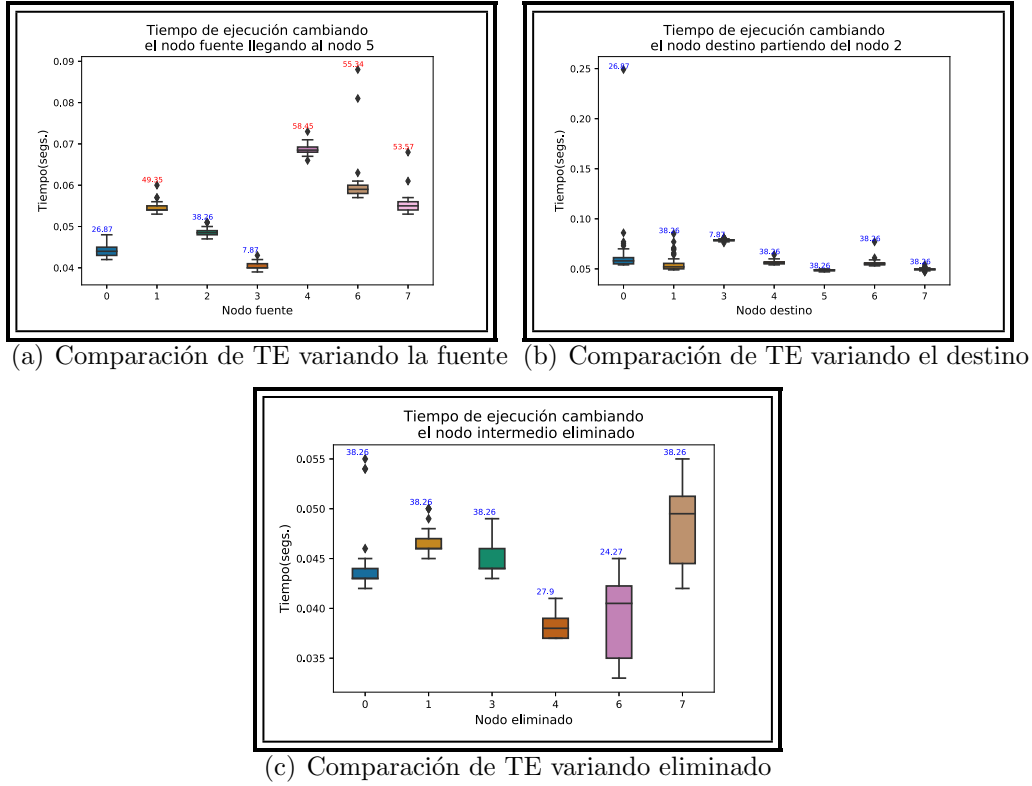 Tiempo de ejecución cambiando
el nodo fuente llegando al nodo 5
Tiempo(segs.)
0.09
0.08
0.07
0.06
0.05
0.04
26.87
49.35
38.26
7.87
58.45
55.34
53.57
0 1 2 3 4 6 7
Nodo fuente
(a) Comparación de TE variando la fuente
Tiempo de ejecución cambiando
el nodo destino partiendo del nodo 2
Tiempo(segs.)
0.25
0.20
0.15
0.10
0.05
26.87
38.26
7.87
38.26
38.26
38.26
38.26
0 1 3 4 5 6 7
Nodo destino
(b) Comparación de TE variando el destino
Tiempo de ejecución cambiando
el nodo intermedio eliminado
Tiempo(segs.)
0.055
0.050
0.045
0.040
0.035
38.26
38.26
38.26
27.9
24.27
38.26
0 1 3 4 6 7
Nodo eliminado
(c) Comparación de TE variando eliminado